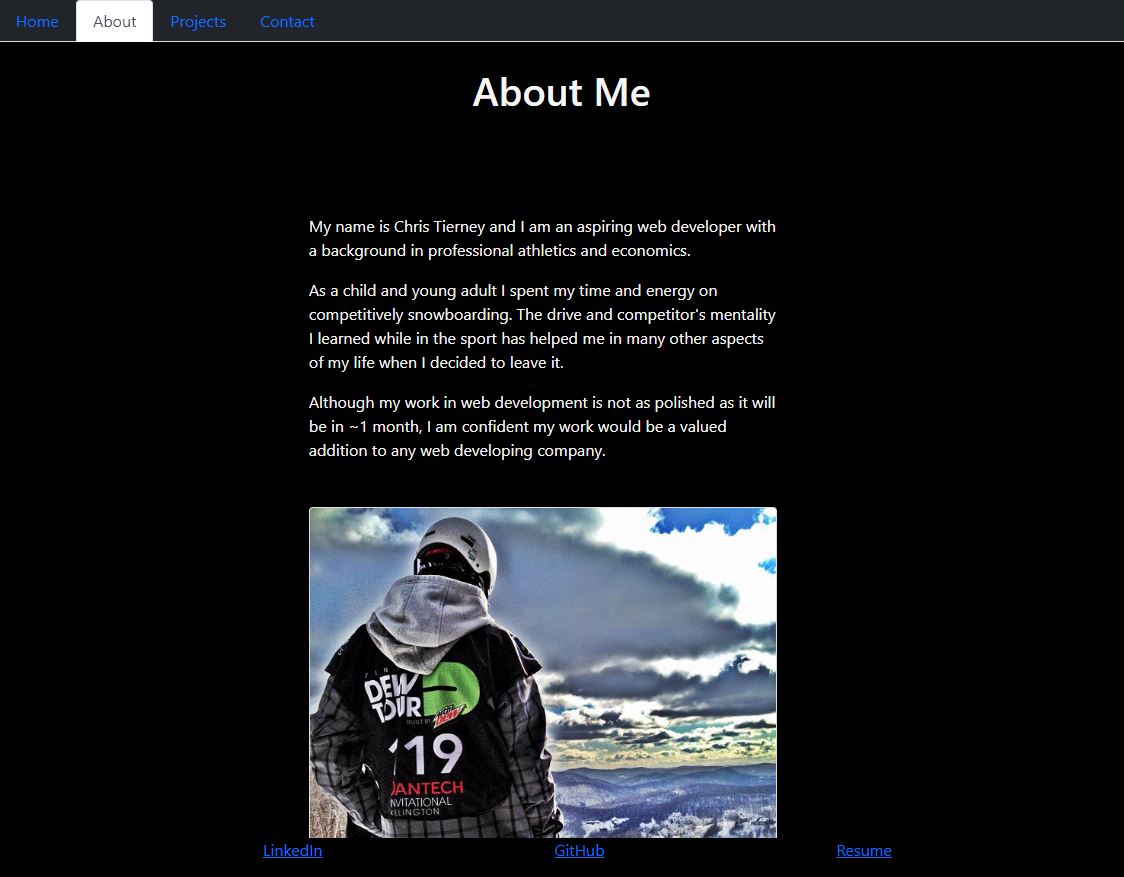 Home About Projects Contact
About Me
My name is Chris Tierney and I am an aspiring web developer with
a background in professional athletics and economics.
As a child and young adult I spent my time and energy on
competitively snowboarding. The drive and competitor's mentality
I learned while in the sport has helped me in many other aspects
of my life when I decided to leave it.
Although my work in web development is not as polished as it will
be in ~1 month, I am confident my work would be a valued
addition to any web developing company.
DEW
TOUR
BUILT BY
DEW
19
ANTECH
NVITATIONAL
KILLINGTON
LinkedIn GitHub Resume